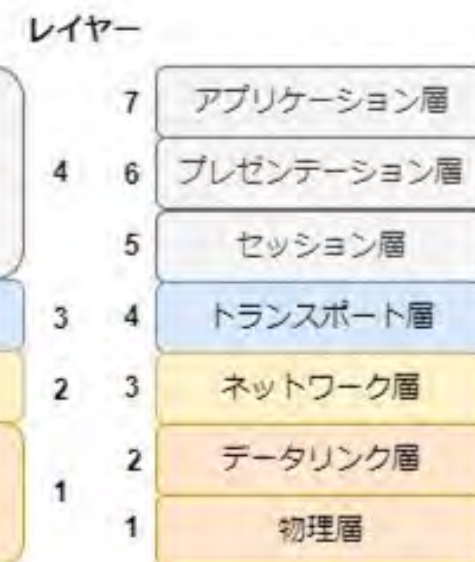 レイヤー
7 アプリケーション層
4 6 プレゼンテーション層
5 セッション層
3 4 トランスポート層
2 3 ネットワーク層
2 データリンク層
1
1 物理層